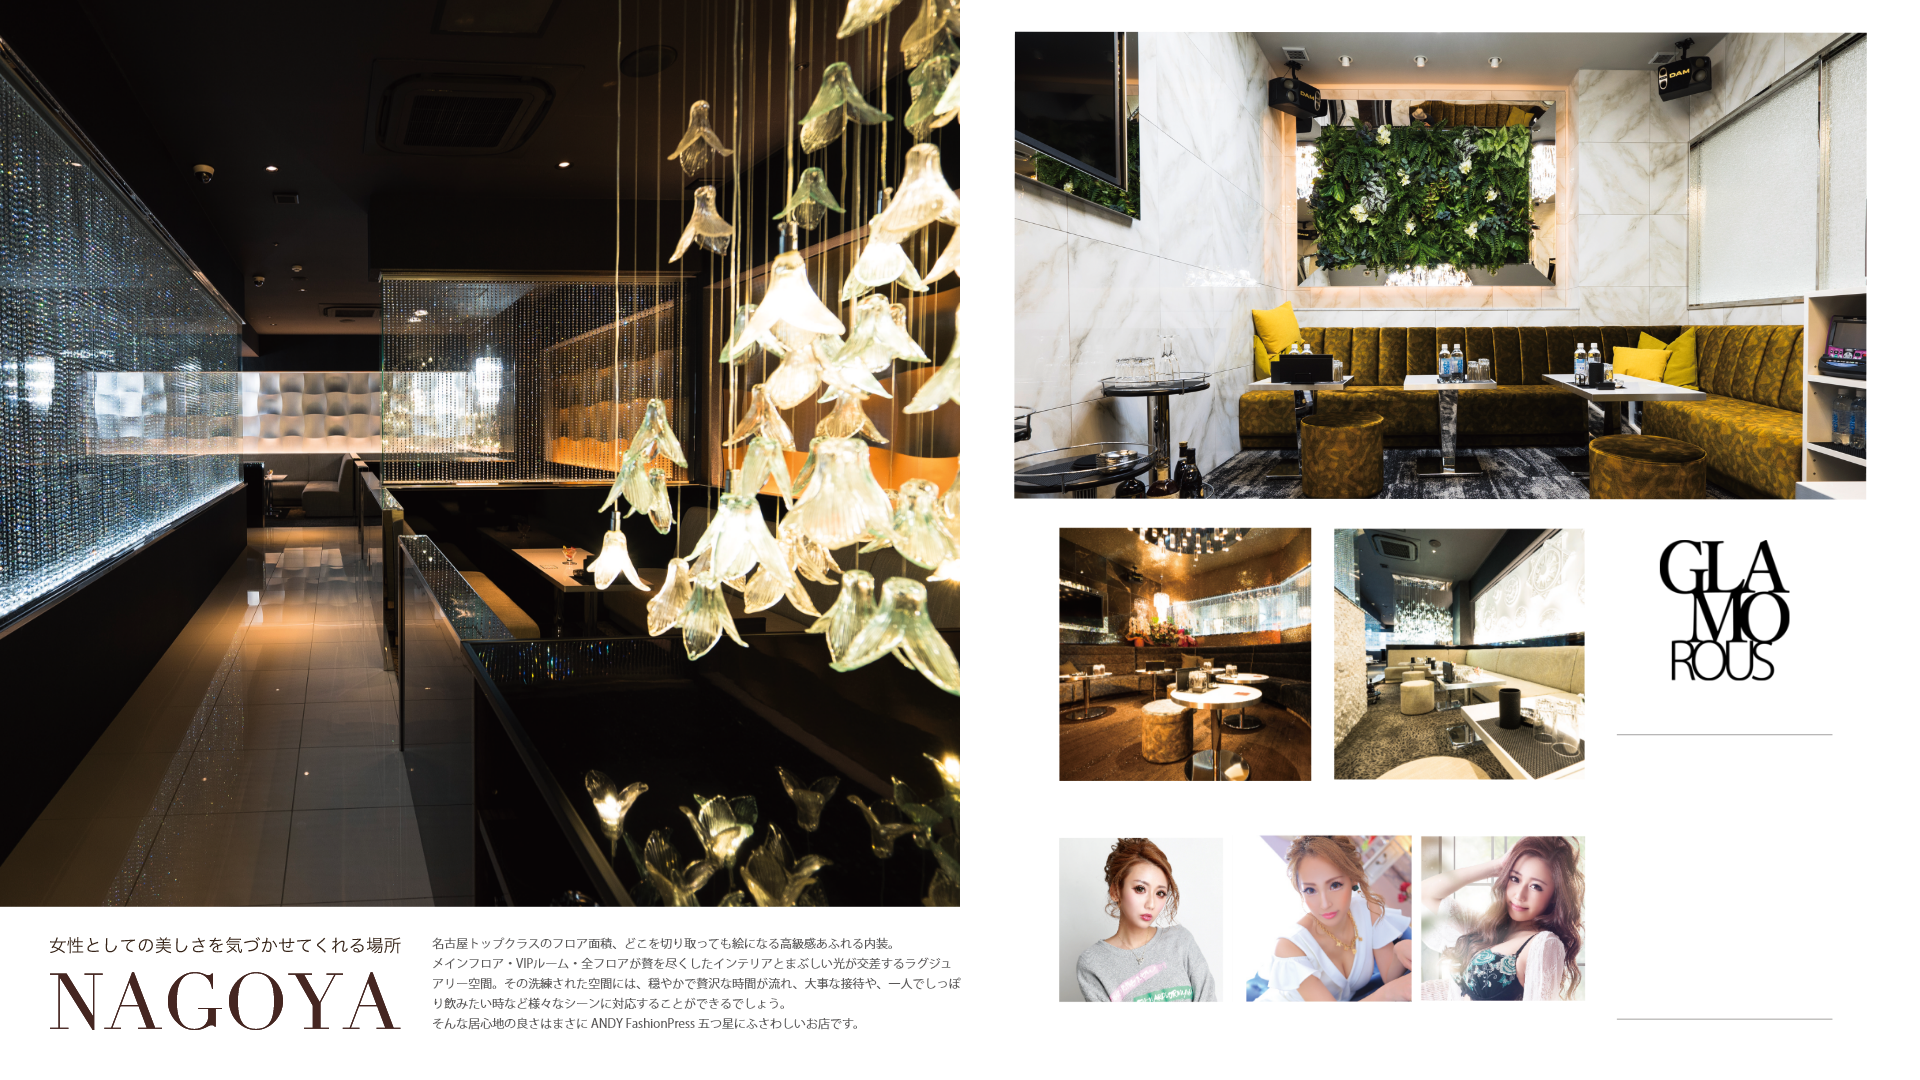 DAM
DAM
GLA
MO
ROUS
女性としての美しさを気づかせてくれる場所
NAGOYA
名古屋トップクラスのフロア面積、どこを切り取っても絵になる高級感あふれる内装。
メインフロア・VIPルーム・全フロアが贅を尽くしたインテリアとまぶしい光が交差するラグジュ
アリー空間。その洗練された空間には、穏やかで贅沢な時間が流れ、大事な接待や、一人でしっぽ
り飲みたい時など様々なシーンに対応することができるでしょう。
そんな居心地の良さはまさに ANDY FashionPress 五つ星にふさわしいお店です。